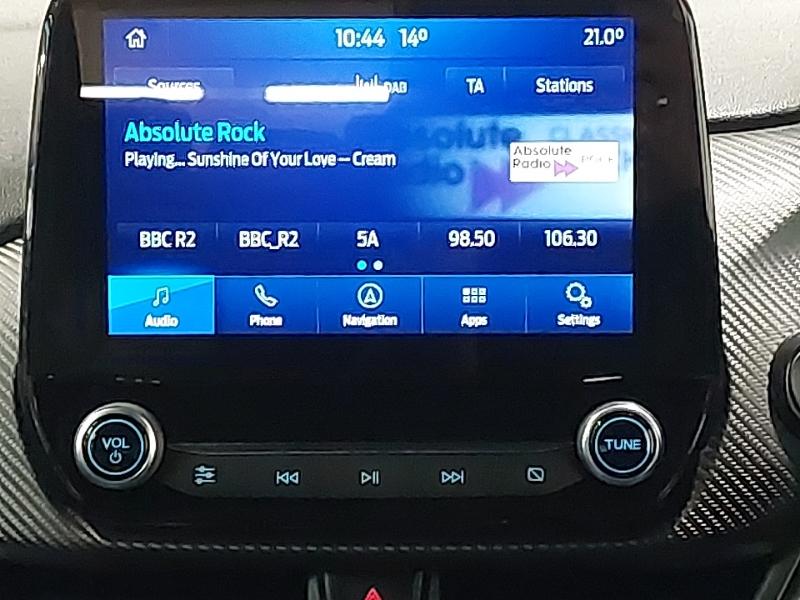 10:44 14° 21.0°
Sources DAB TA Stations
Absolute Rock
Playing... Sunshine Of Your Love – Cream
Absolute
Radio
BBC R2 BBC_R2 5A 98.50 106.30
Audio Phone Navigation Apps Settings
VOL TUNE